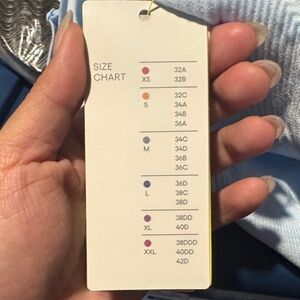 SIZE
CHART
XS 32A
32B
S 32C
34A
34B
36A
M 34C
34D
36B
36C
L 36D
38C
38D
XL 38DD
40D
XXL 38DDD
40DD
42D